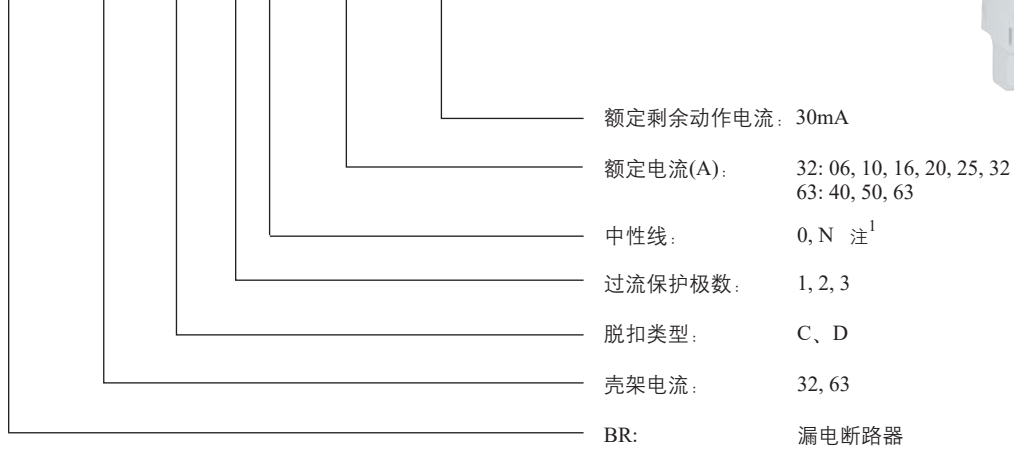 额定剩余动作电流: 30mA
额定电流(A): 32: 06, 10, 16, 20, 25, 32
63: 40, 50, 63
中性线: 0, N 注1
过流保护极数: 1, 2, 3
脱扣类型: C、D
壳架电流: 32, 63
BR: 漏电断路器